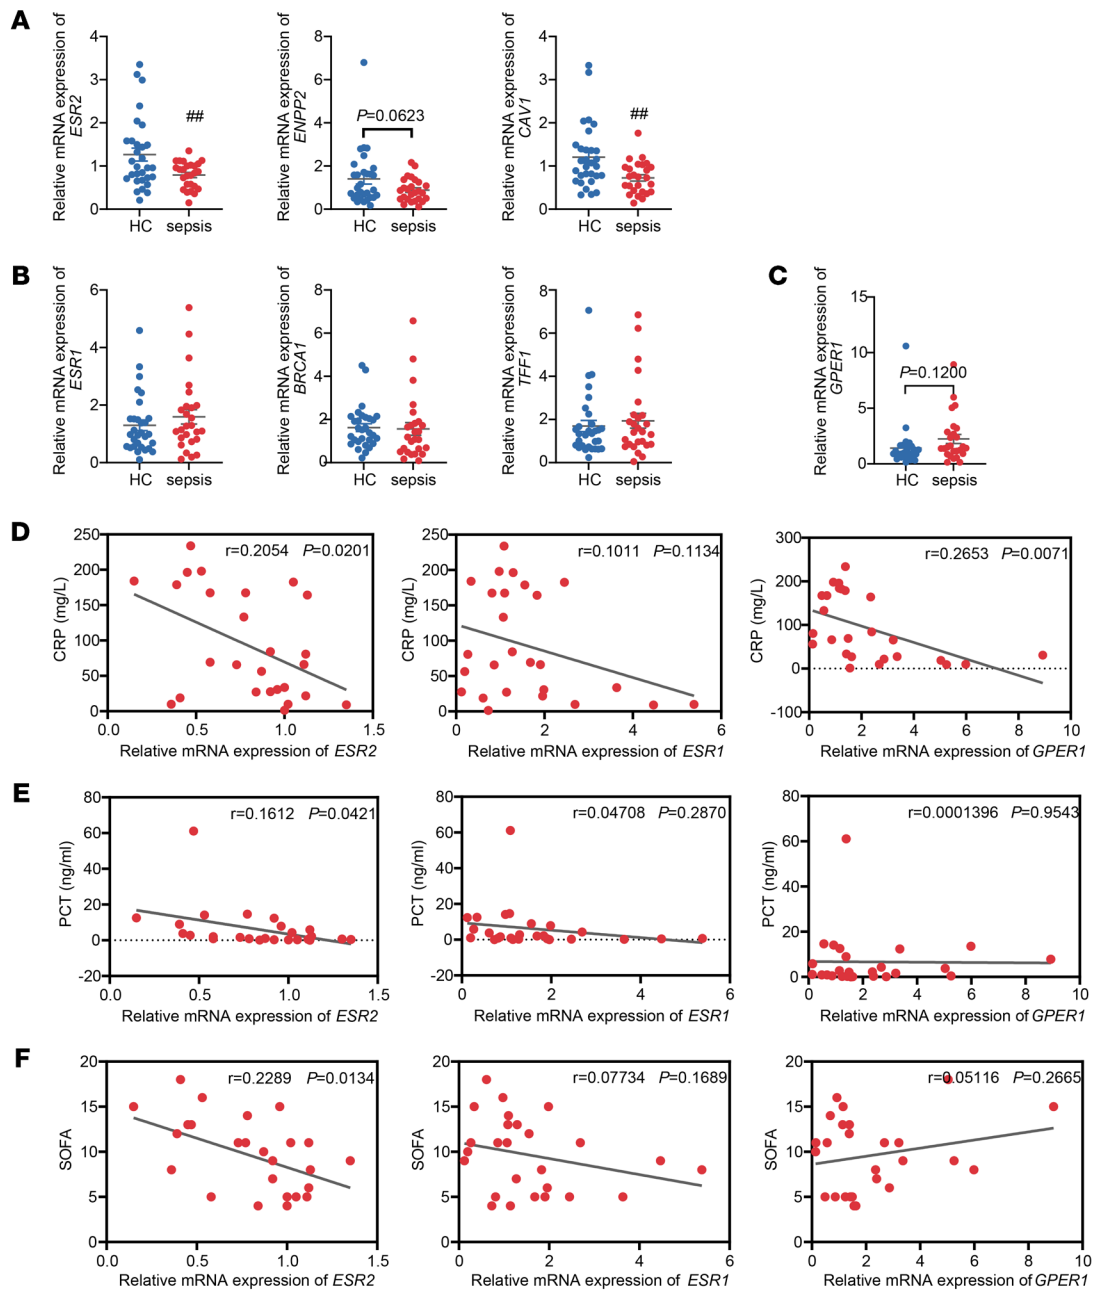 A
Relative mRNA expression of
ESR2
4
3
2
1
0
##
HC sepsis
Relative mRNA expression of
ENPP2
8
6
4
2
0
P=0.0623
HC sepsis
Relative mRNA expression of
CAV1
4
3
2
1
0
##
HC sepsis
B
Relative mRNA expression of
ESR1
6
4
2
0
HC sepsis
Relative mRNA expression of
BRCA1
8
6
4
2
0
HC sepsis
Relative mRNA expression of
TFF1
8
6
4
2
0
HC sepsis
C
Relative mRNA expression of
GPER1
15
10
5
0
P=0.1200
HC sepsis
D
CRP (mg/L)
250
200
150
100
50
0
r=0.2054 P=0.0201
0.0 0.5 1.0 1.5
Relative mRNA expression of ESR2
CRP (mg/L)
250
200
150
100
50
0
r=0.1011 P=0.1134
0 2 4 6
Relative mRNA expression of ESR1
CRP (mg/L)
300
200
100
0
-100
r=0.2653 P=0.0071
0 2 4 6 8 10
Relative mRNA expression of GPER1
E
PCT (ng/ml)
80
60
40
20
0
-20
r=0.1612 P=0.0421
0.0 0.5 1.0 1.5
Relative mRNA expression of ESR2
PCT (ng/ml)
80
60
40
20
0
-20
r=0.04708 P=0.2870
0 2 4 6
Relative mRNA expression of ESR1
PCT (ng/ml)
80
60
40
20
0
r=0.0001396 P=0.9543
0 2 4 6 8 10
Relative mRNA expression of GPER1
F
SOFA
20
15
10
5
0
r=0.2289 P=0.0134
0.0 0.5 1.0 1.5
Relative mRNA expression of ESR2
SOFA
20
15
10
5
0
r=0.07734 P=0.1689
0 2 4 6
Relative mRNA expression of ESR1
SOFA
20
15
10
5
0
r=0.05116 P=0.2665
0 2 4 6 8 10
Relative mRNA expression of GPER1